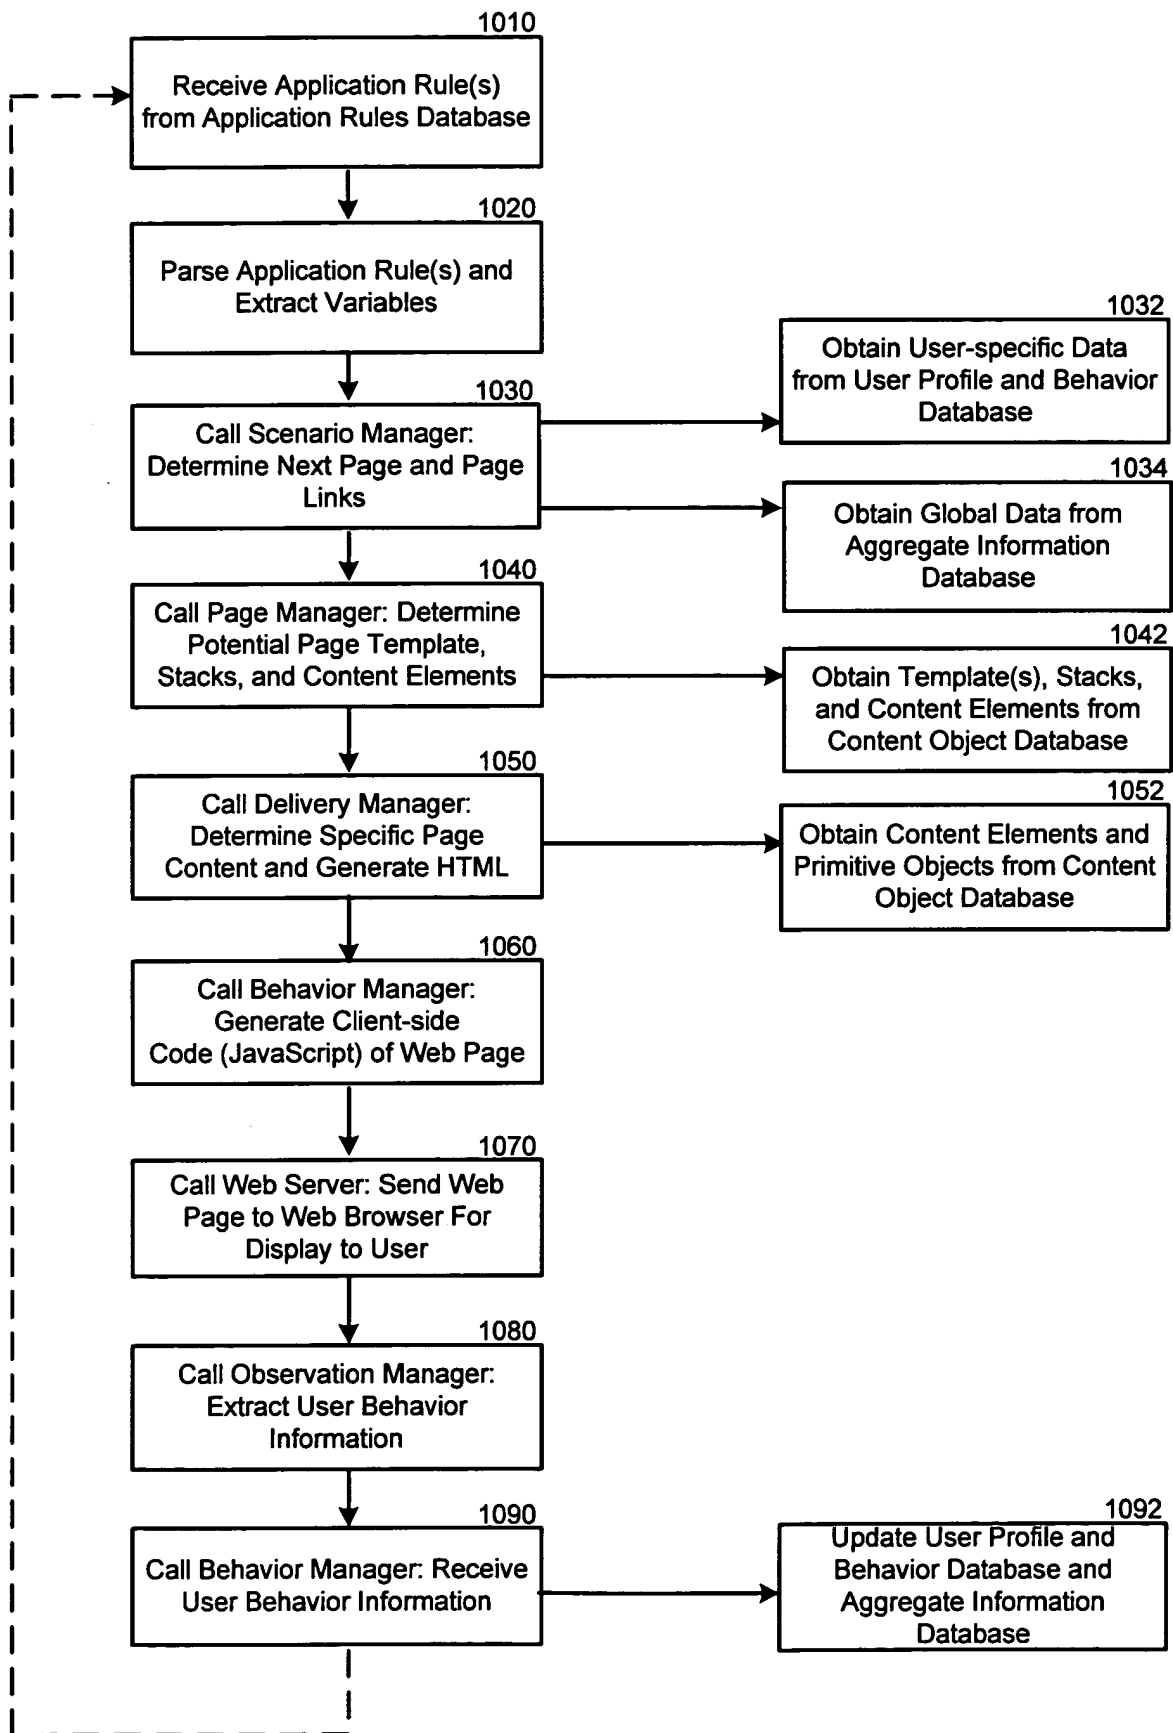 1010
Receive Application Rule(s)
from Application Rules Database
1020
Parse Application Rule(s) and
Extract Variables
1030
Call Scenario Manager:
Determine Next Page and Page
Links
1032
Obtain User-specific Data
from User Profile and Behavior
Database
1034
Obtain Global Data from
Aggregate Information
Database
1040
Call Page Manager: Determine
Potential Page Template,
Stacks, and Content Elements
1042
Obtain Template(s), Stacks,
and Content Elements from
Content Object Database
1050
Call Delivery Manager:
Determine Specific Page
Content and Generate HTML
1052
Obtain Content Elements and
Primitive Objects from Content
Object Database
1060
Call Behavior Manager:
Generate Client-side
Code (JavaScript) of Web Page
1070
Call Web Server: Send Web
Page to Web Browser For
Display to User
1080
Call Observation Manager:
Extract User Behavior
Information
1090
Call Behavior Manager: Receive
User Behavior Information
1092
Update User Profile and
Behavior Database and
Aggregate Information
Database